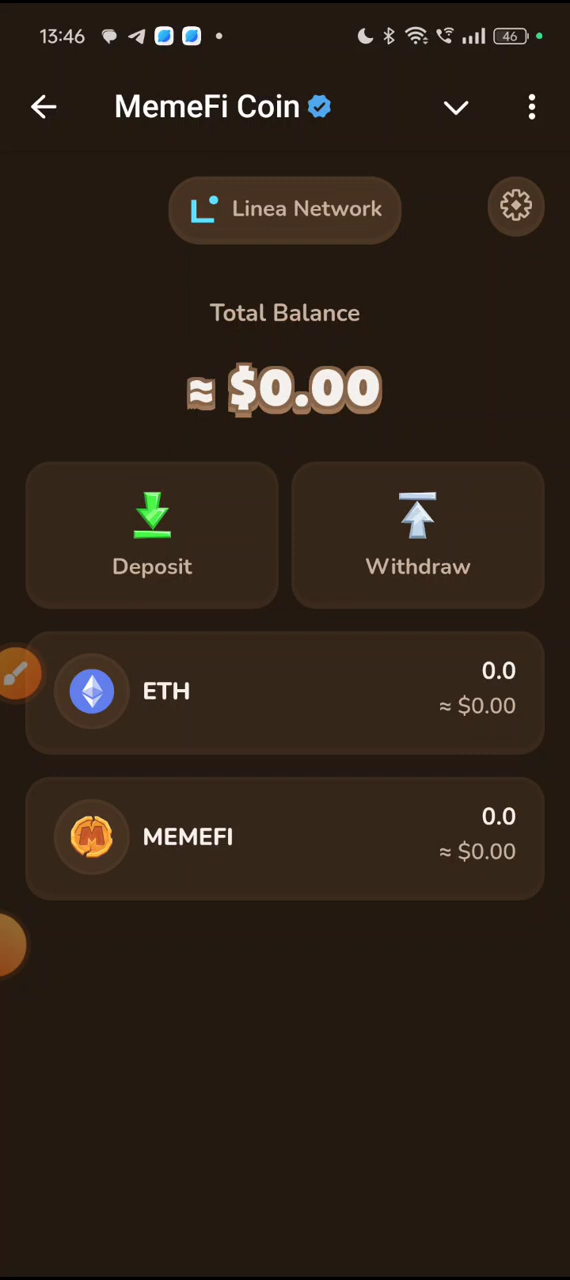 13:46
46
MemeFi Coin
Linea Network
Total Balance
≈ $0.00
Deposit
Withdraw
ETH
0.0
≈ $0.00
MEMEFI
0.0
≈ $0.00